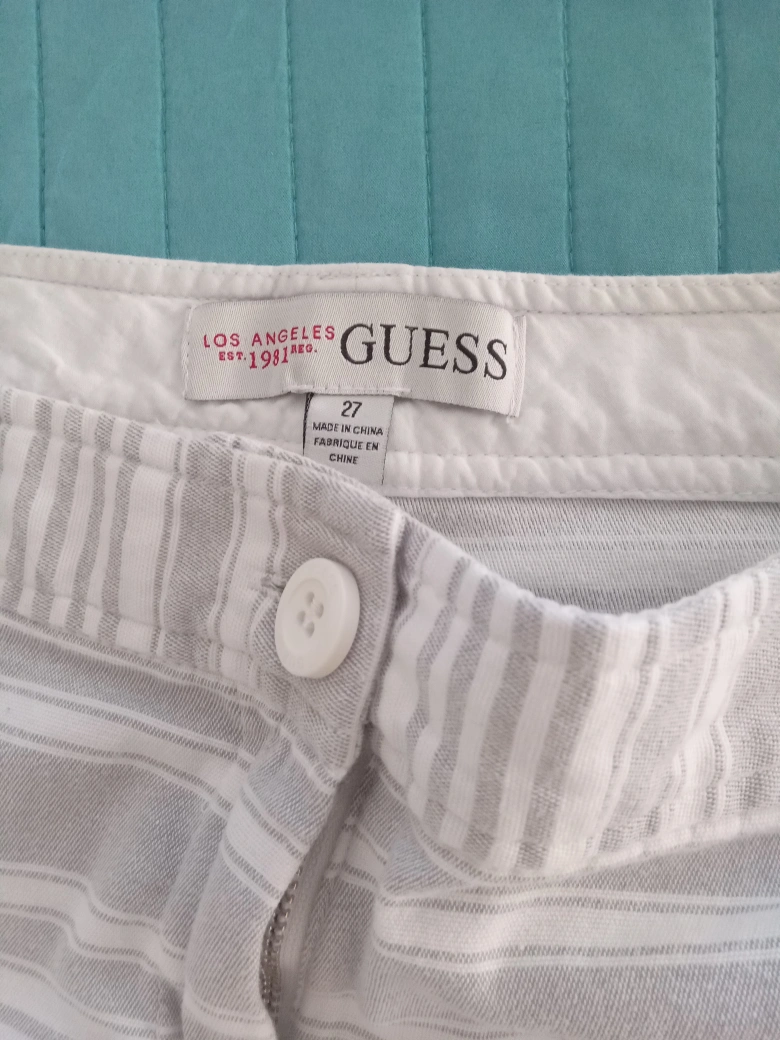 LOS ANGELES
EST. 1981 REG.
GUESS
27
MADE IN CHINA
FABRIQUE EN
CHINE